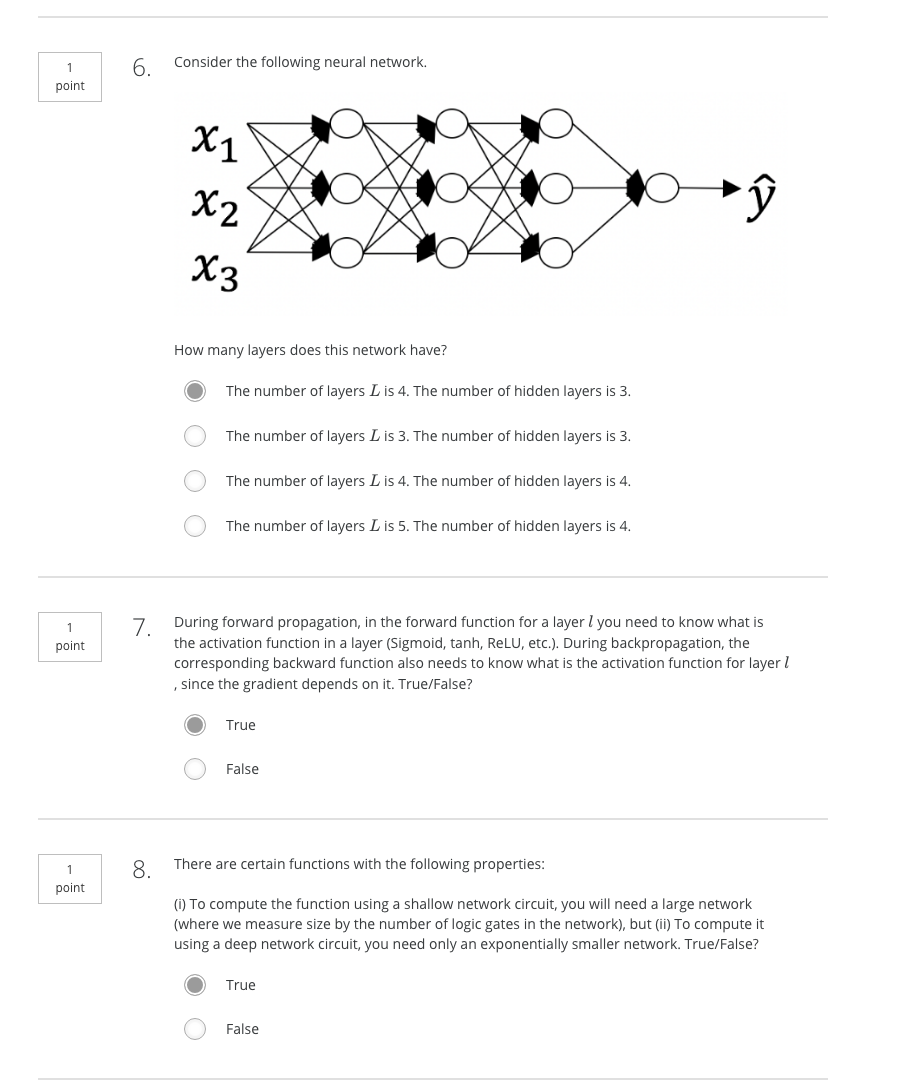 1
point
6.
Consider the following neural network.
x1
x2
x3
ŷ
How many layers does this network have?
The number of layers L is 4. The number of hidden layers is 3.
The number of layers L is 3. The number of hidden layers is 3.
The number of layers L is 4. The number of hidden layers is 4.
The number of layers L is 5. The number of hidden layers is 4.
1
point
7.
During forward propagation, in the forward function for a layer l you need to know what is
the activation function in a layer (Sigmoid, tanh, ReLU, etc.). During backpropagation, the
corresponding backward function also needs to know what is the activation function for layer l
, since the gradient depends on it. True/False?
True
False
1
point
8.
There are certain functions with the following properties:
(i) To compute the function using a shallow network circuit, you will need a large network
(where we measure size by the number of logic gates in the network), but (ii) To compute it
using a deep network circuit, you need only an exponentially smaller network. True/False?
True
False